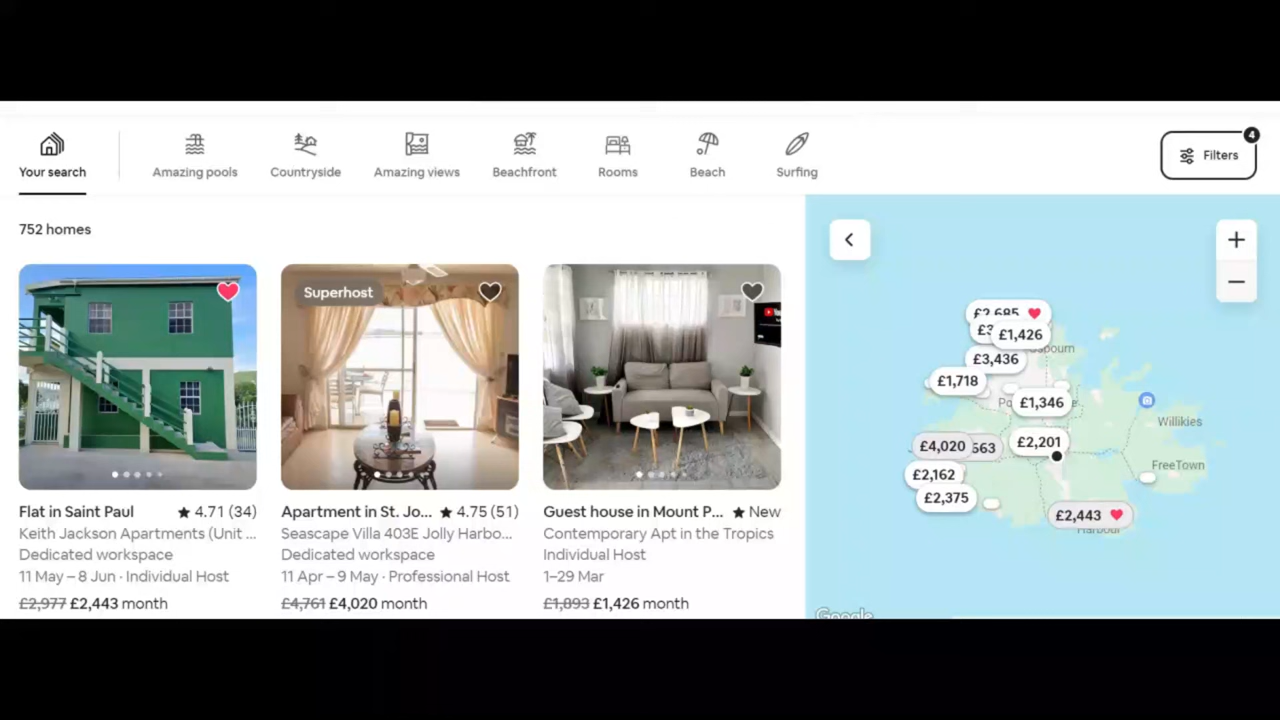 Your search
Amazing pools
Countryside
Amazing views
Beachfront
Rooms
Beach
Surfing
Filters
4
752 homes
Superhost
Flat in Saint Paul
4.71 (34)
Keith Jackson Apartments (Unit ...
Dedicated workspace
11 May – 8 Jun · Individual Host
£2,977 £2,443 month
Apartment in St. Jo...
4.75 (51)
Seascape Villa 403E Jolly Harbo...
Dedicated workspace
11 Apr – 9 May · Professional Host
£4,761 £4,020 month
Guest house in Mount P...
New
Contemporary Apt in the Tropics
Individual Host
1–29 Mar
£1,893 £1,426 month
£2,685
£1,426
£3,436
£1,718
£1,346
£2,201
£4,020
563
£2,162
£2,375
£2,443
Willikies
FreeTown
Harbour
Google